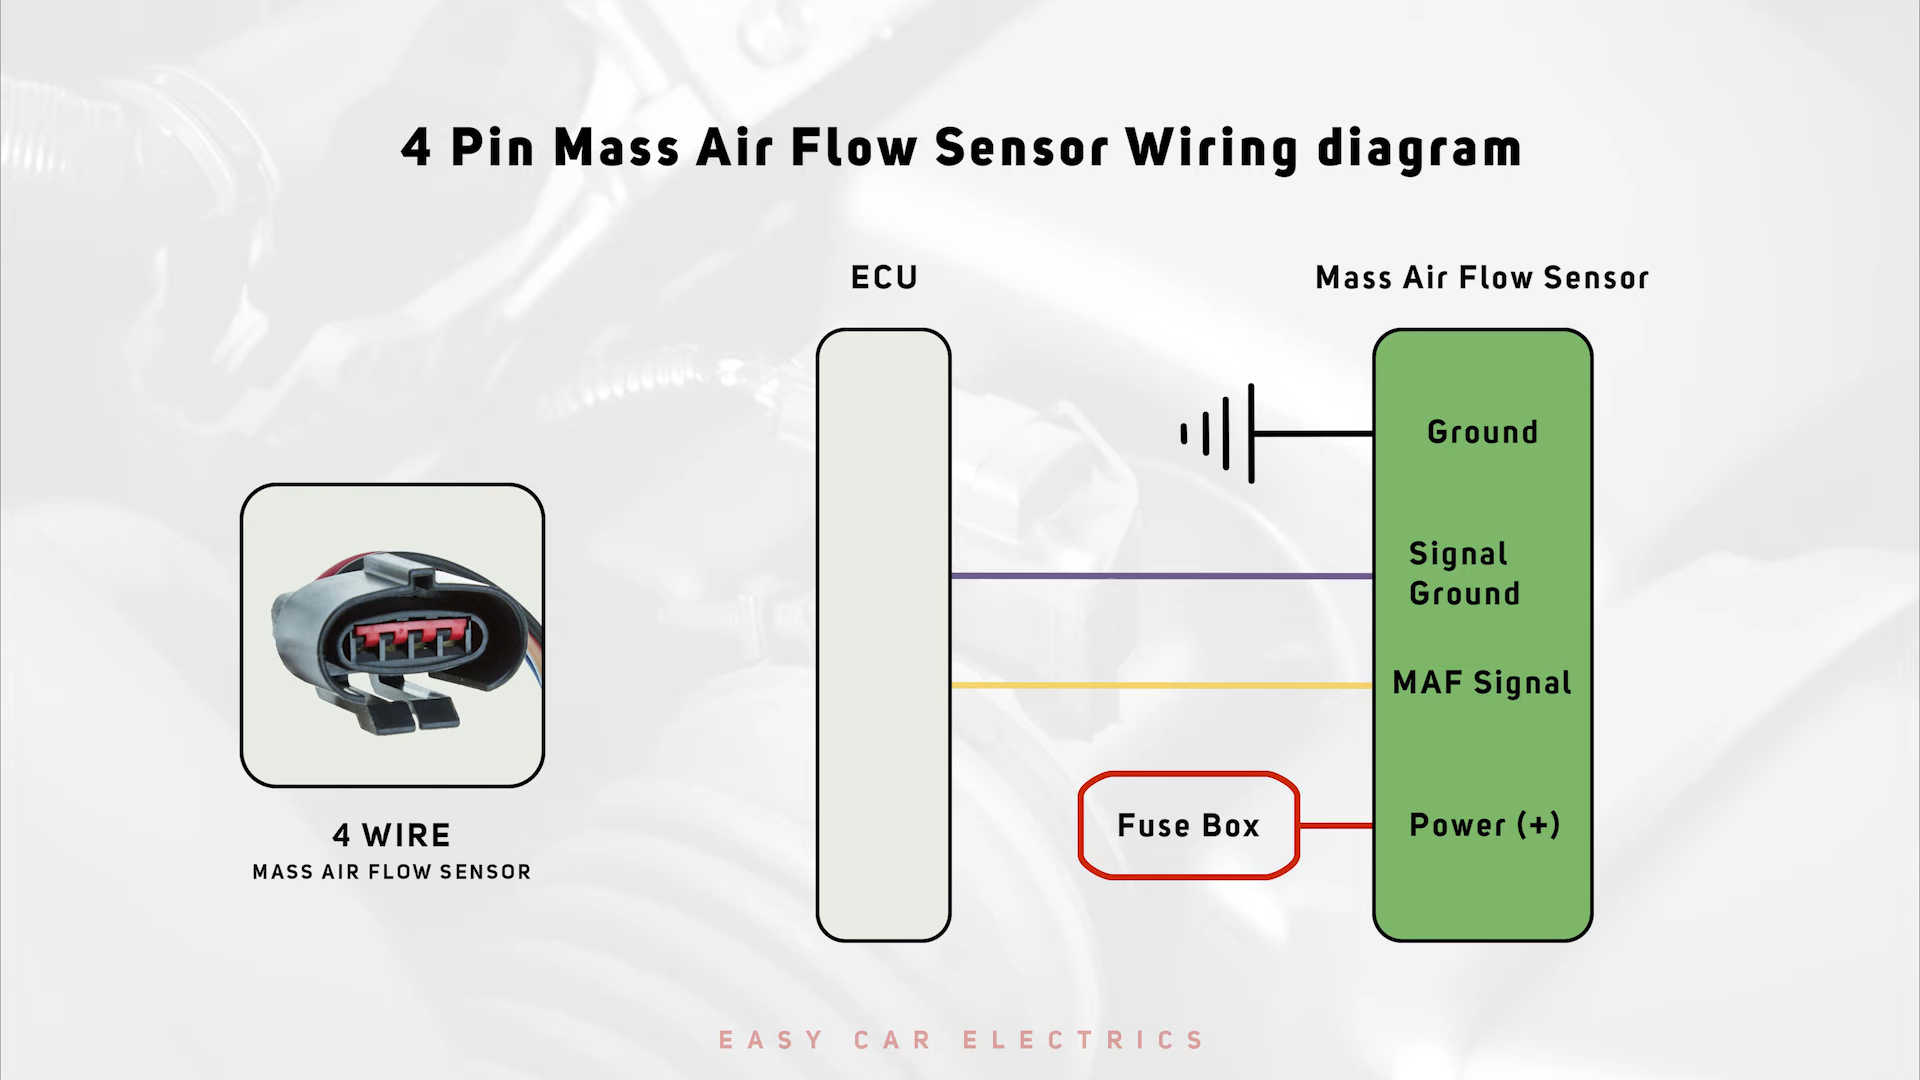 4 Pin Mass Air Flow Sensor Wiring diagram
ECU
Mass Air Flow Sensor
Ground
Signal
Ground
MAF Signal
Fuse Box
Power (+)
4 WIRE
MASS AIR FLOW SENSOR
EASY CAR ELECTRICS